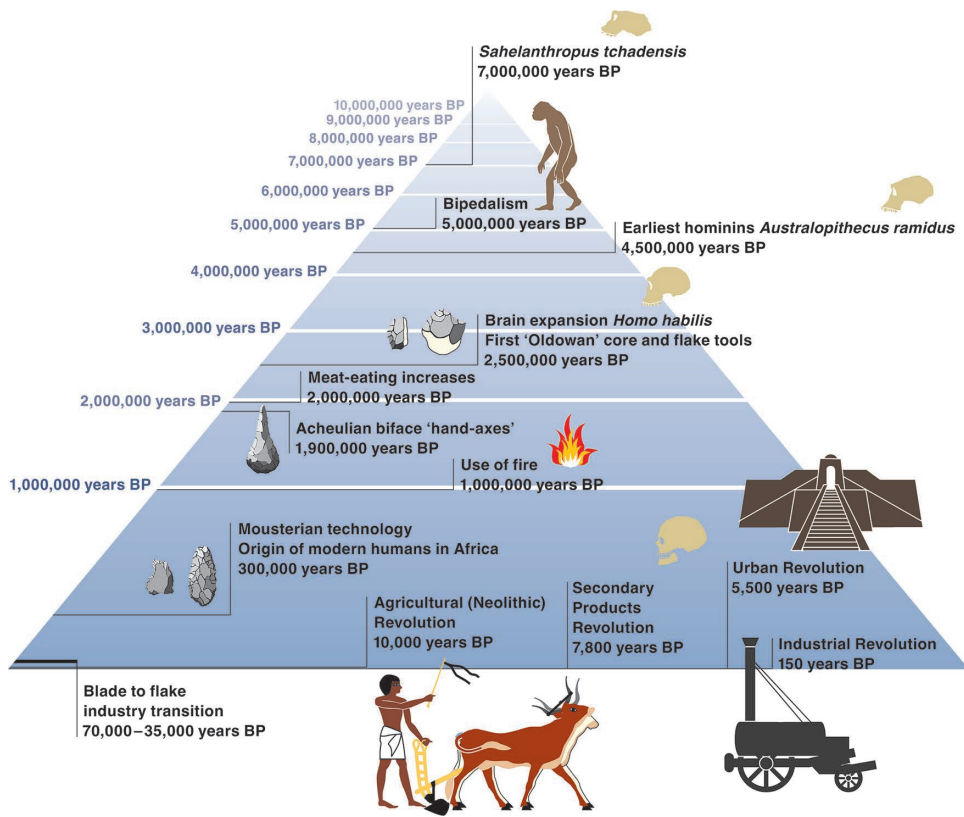 Sahelanthropus tchadensis
7,000,000 years BP
10,000,000 years BP
9,000,000 years BP
8,000,000 years BP
7,000,000 years BP
6,000,000 years BP
Bipedalism
5,000,000 years BP
5,000,000 years BP
Earliest hominins Australopithecus ramidus
4,500,000 years BP
4,000,000 years BP
3,000,000 years BP
Brain expansion Homo habilis
First ‘Oldowan’ core and flake tools
2,500,000 years BP
Meat-eating increases
2,000,000 years BP
2,000,000 years BP
Acheulian biface ‘hand-axes’
1,900,000 years BP
Use of fire
1,000,000 years BP
1,000,000 years BP
Mousterian technology
Origin of modern humans in Africa
300,000 years BP
Agricultural (Neolithic)
Revolution
10,000 years BP
Secondary
Products
Revolution
7,800 years BP
Urban Revolution
5,500 years BP
Industrial Revolution
150 years BP
Blade to flake
industry transition
70,000–35,000 years BP